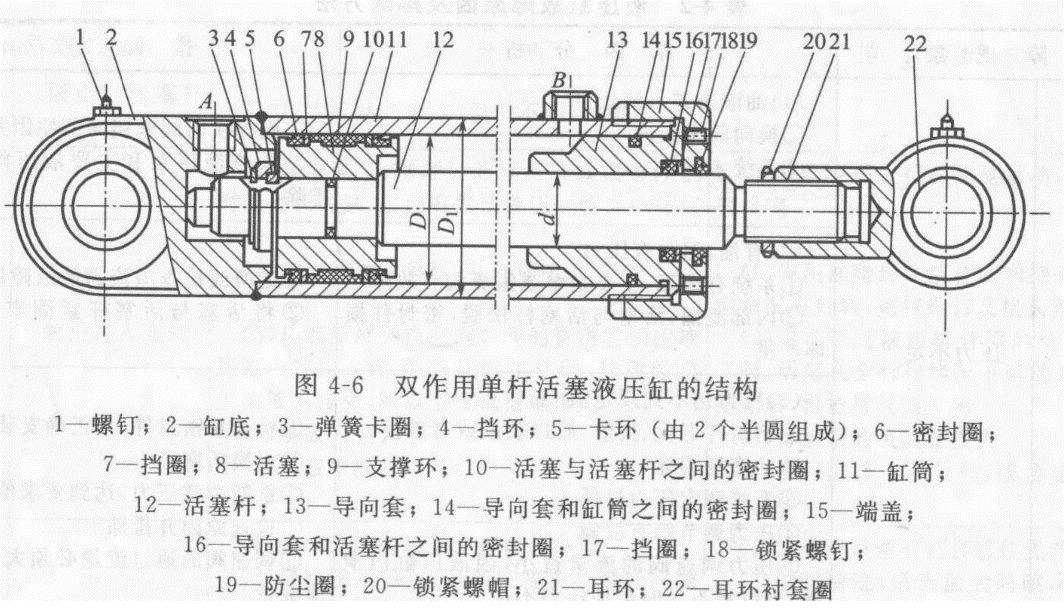 1 2 3 4 5 6 7 8 9 10 11 12 13 14 15 16 17 18 19 20 21 22
A
B
D
D₁
d
图 4-6 双作用单杆活塞液压缸的结构
1—螺钉；2—缸底；3—弹簧卡圈；4—挡环；5—卡环（由 2 个半圆组成）；6—密封圈；
7—挡圈；8—活塞；9—支撑环；10—活塞与活塞杆之间的密封圈；11—缸筒；
12—活塞杆；13—导向套；14—导向套和缸筒之间的密封圈；15—端盖；
16—导向套和活塞杆之间的密封圈；17—挡圈；18—锁紧螺钉；
19—防尘圈；20—锁紧螺帽；21—耳环；22—耳环衬套圈